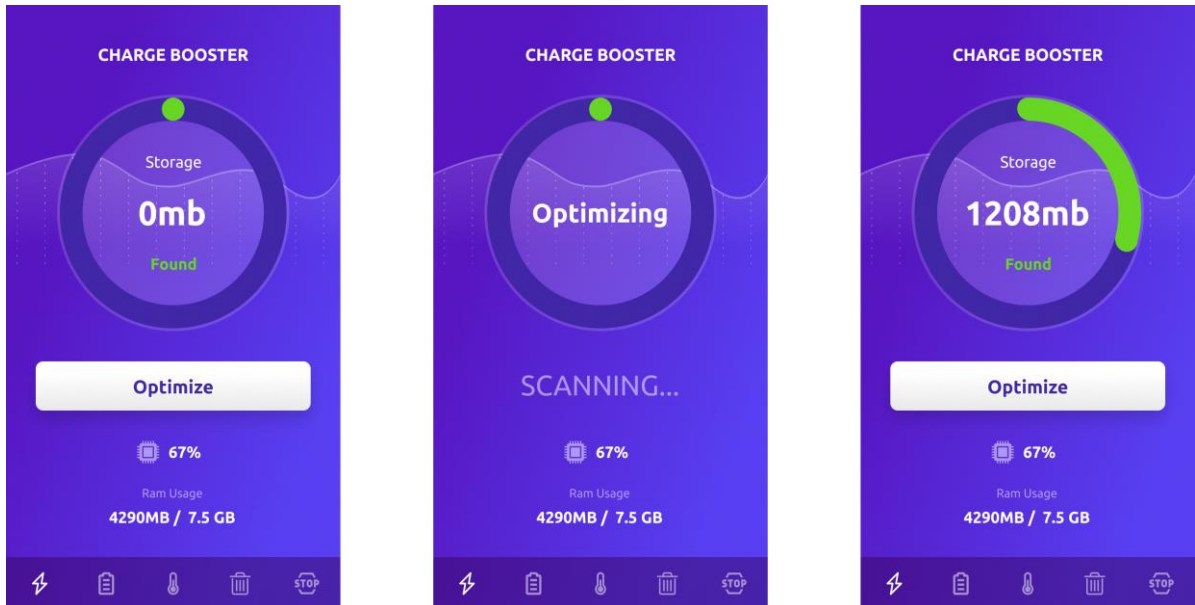 CHARGE BOOSTER
Storage
0mb
Found
Optimize
67%
Ram Usage
4290MB / 7.5 GB
STOP
CHARGE BOOSTER
Optimizing
SCANNING...
67%
Ram Usage
4290MB / 7.5 GB
STOP
CHARGE BOOSTER
Storage
1208mb
Found
Optimize
67%
Ram Usage
4290MB / 7.5 GB
STOP